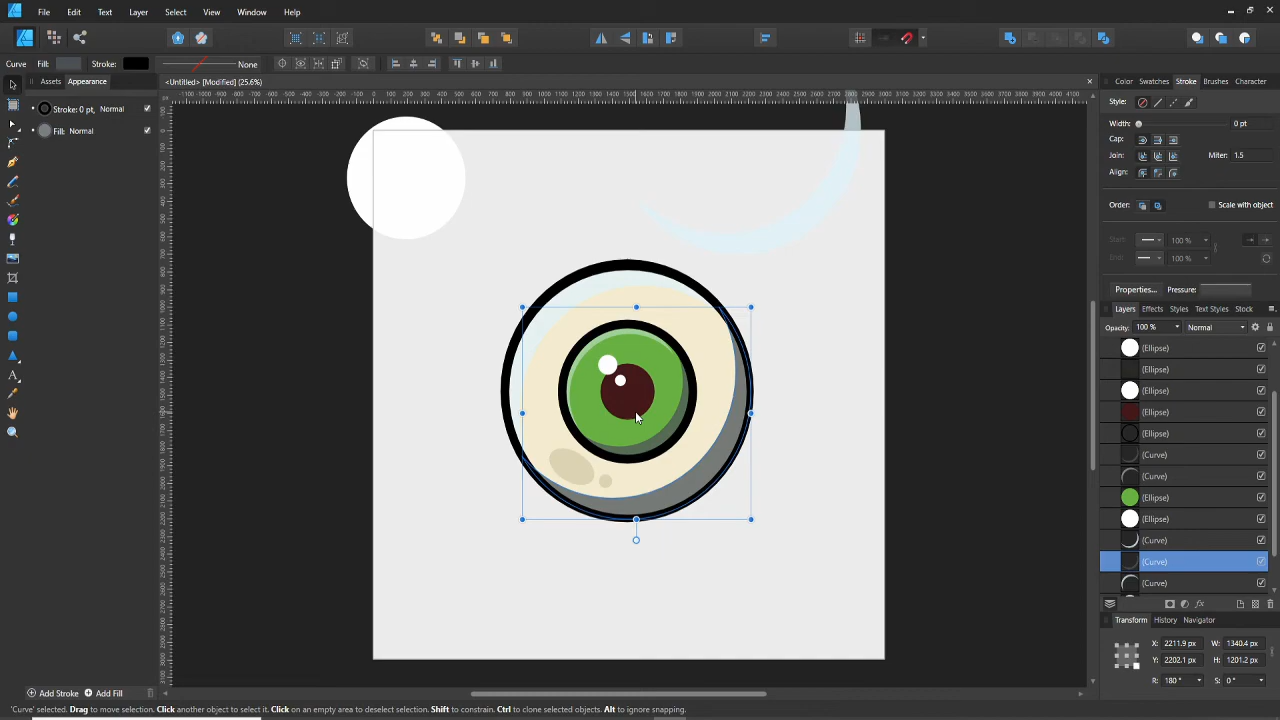 File Edit Text Layer Select View Window Help
Curve Fill: Stroke: None
Assets Appearance
Stroke: 0 pt, Normal
Fill: Normal
<Untitled> [Modified] (25.6%)
Color Swatches Stroke Brushes Character
Style:
Width: 0 pt
Cap:
Join: Miter: 1.5
Align:
Order: Scale with object
Start: 100 %
End: 100 %
Properties... Pressure:
Layers Effects Styles Text Styles Stock
Opacity 100 % Normal
(Ellipse)
(Ellipse)
(Ellipse)
(Ellipse)
(Ellipse)
(Curve)
(Curve)
(Ellipse)
(Ellipse)
(Curve)
(Curve)
(Curve)
Transform History Navigator
X: 2211.9 px W: 1340.4 px
Y: 2202.1 px H: 1201.2 px
R: 180 ° S: 0 °
Add Stroke Add Fill
'Curve' selected. Drag to move selection. Click another object to select it. Click on an empty area to deselect selection. Shift to constrain. Ctrl to clone selected objects. Alt to ignore snapping.